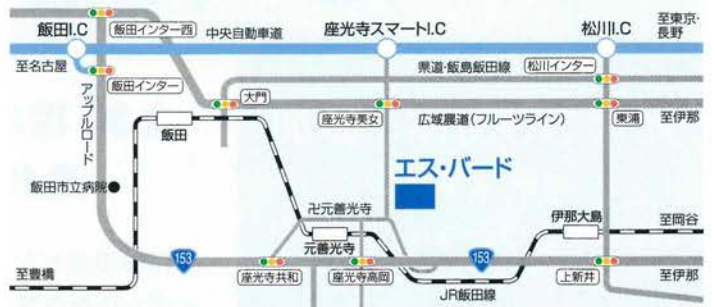 飯田I.C
飯田インター西
中央自動車道
座光寺スマートI.C
松川I.C
至東京・
長野
至名古屋
飯田インター
県道・飯島飯田線
松川インター
アップルロード
大門
座光寺美女
広域農道(フルーツライン)
東浦
至伊那
飯田
飯田市立病院
エス・バード
卍元善光寺
元善光寺
伊那大島
至岡谷
153
153
至豊橋
座光寺共和
座光寺高岡
上新井
至伊那
JR飯田線